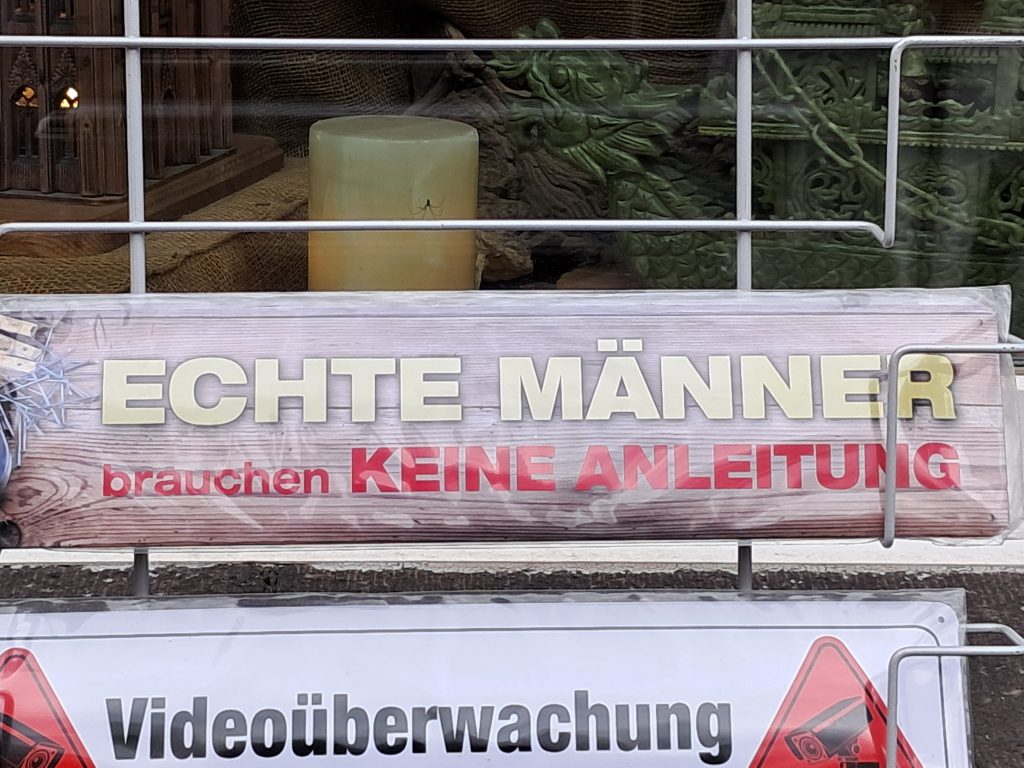 ECHTE MÄNNER
brauchen KEINE ANLEITUNG
Videoüberwachung